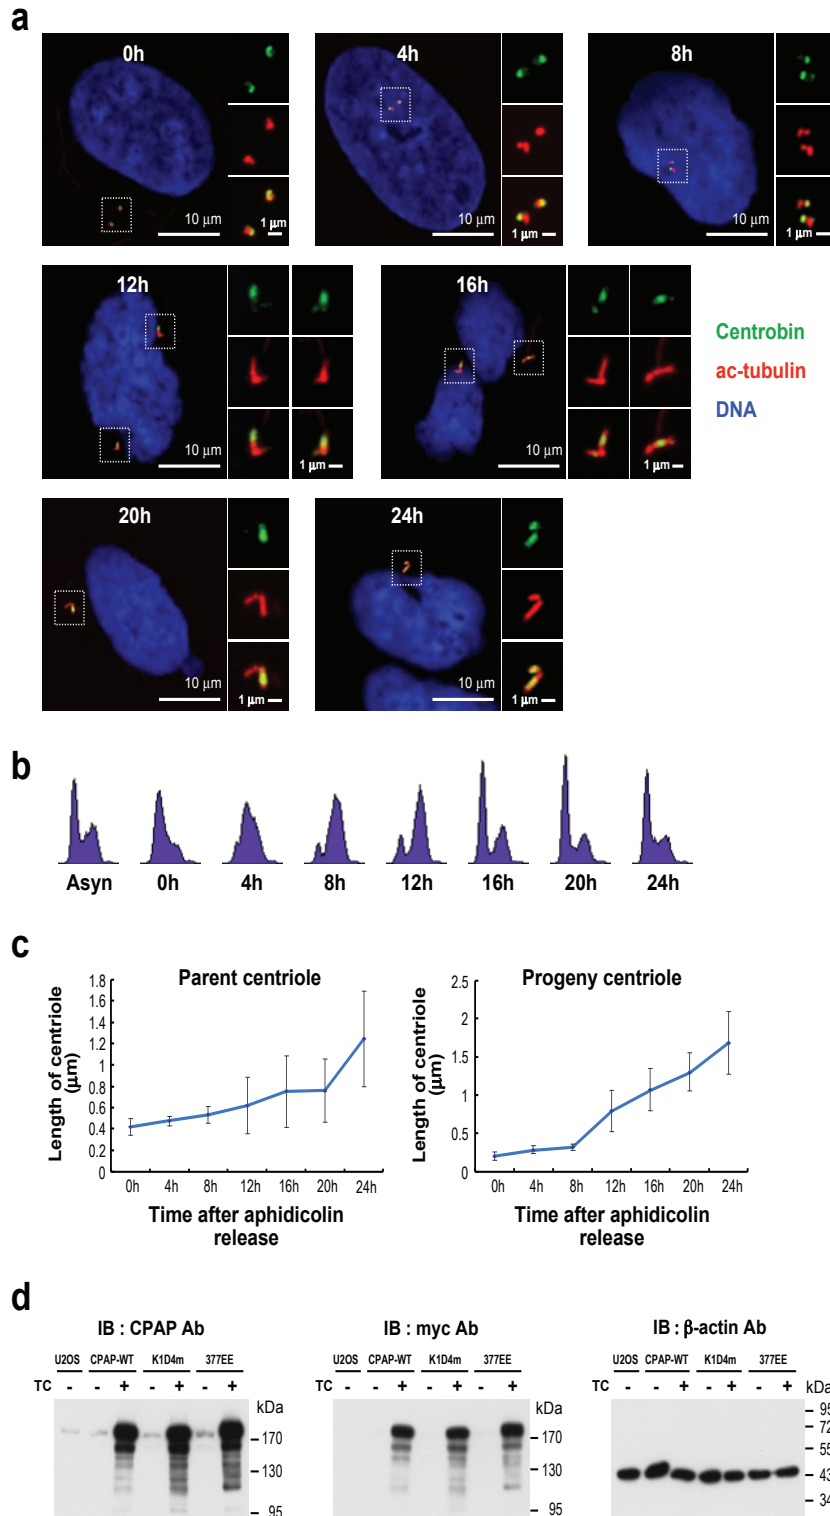 a
0h
10 µm
1 µm
4h
10 µm
1 µm
8h
10 µm
1 µm
12h
10 µm
1 µm
16h
10 µm
1 µm
Centrobin
ac-tubulin
DNA
20h
10 µm
1 µm
24h
10 µm
1 µm
b
Asyn 0h 4h 8h 12h 16h 20h 24h
c
Parent centriole
Length of centriole
(µm)
1.8
1.6
1.4
1.2
1
0.8
0.6
0.4
0.2
0
0h 4h 8h 12h 16h 20h 24h
Time after aphidicolin
release
Progeny centriole
Length of centriole
(µm)
2.5
2
1.5
1
0.5
0
0h 4h 8h 12h 16h 20h 24h
Time after aphidicolin
release
d
IB : CPAP Ab
U2OS CPAP-WT K1D4m 377EE
TC - - + - + - +
kDa
170
130
95
IB : myc Ab
U2OS CPAP-WT K1D4m 377EE
TC - - + - + - +
kDa
170
130
95
IB : β-actin Ab
U2OS CPAP-WT K1D4m 377EE
TC - - + - + - +
kDa
95
72
55
43
34